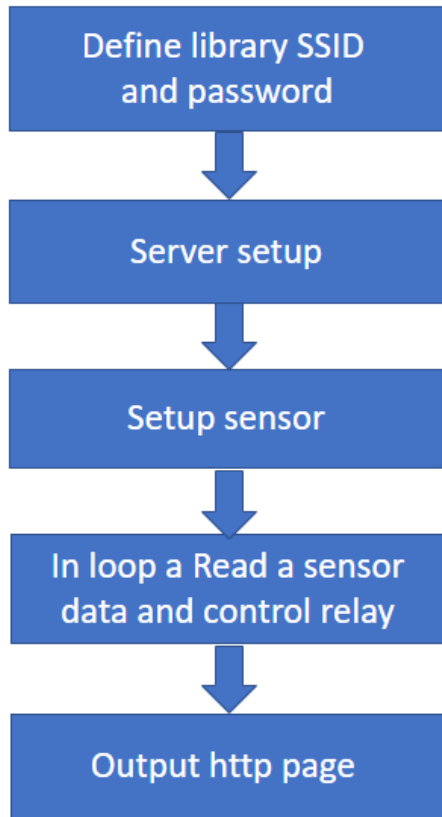 Define library SSID
and password
Server setup
Setup sensor
In loop a Read a sensor
data and control relay
Output http page